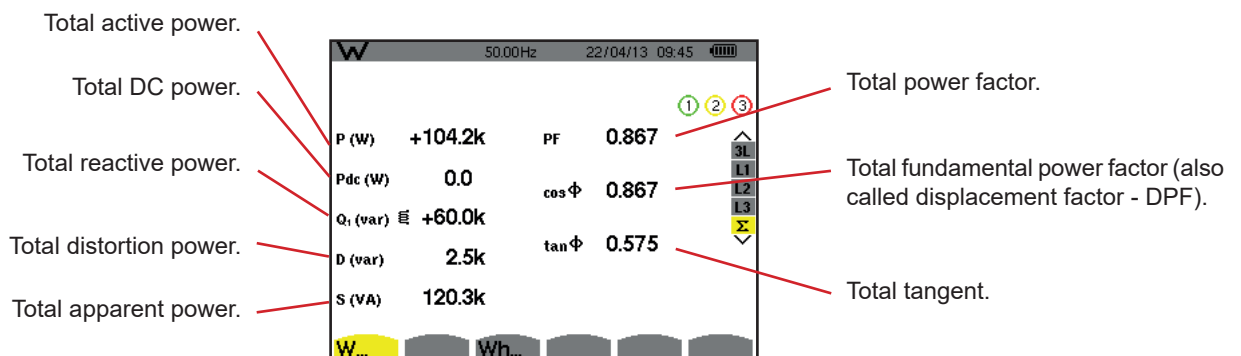 Total active power.
Total DC power.
Total reactive power.
Total distortion power.
Total apparent power.
W 50.00Hz 22/04/13 09:45
1 2 3
P (W) +104.2k PF 0.867
Pdc (W) 0.0
cos Φ 0.867
Q₁ (var) +60.0k
tan Φ 0.575
D (var) 2.5k
S (VA) 120.3k
3L
L1
L2
L3
Σ
W... Wh...
Total power factor.
Total fundamental power factor (also
called displacement factor - DPF).
Total tangent.